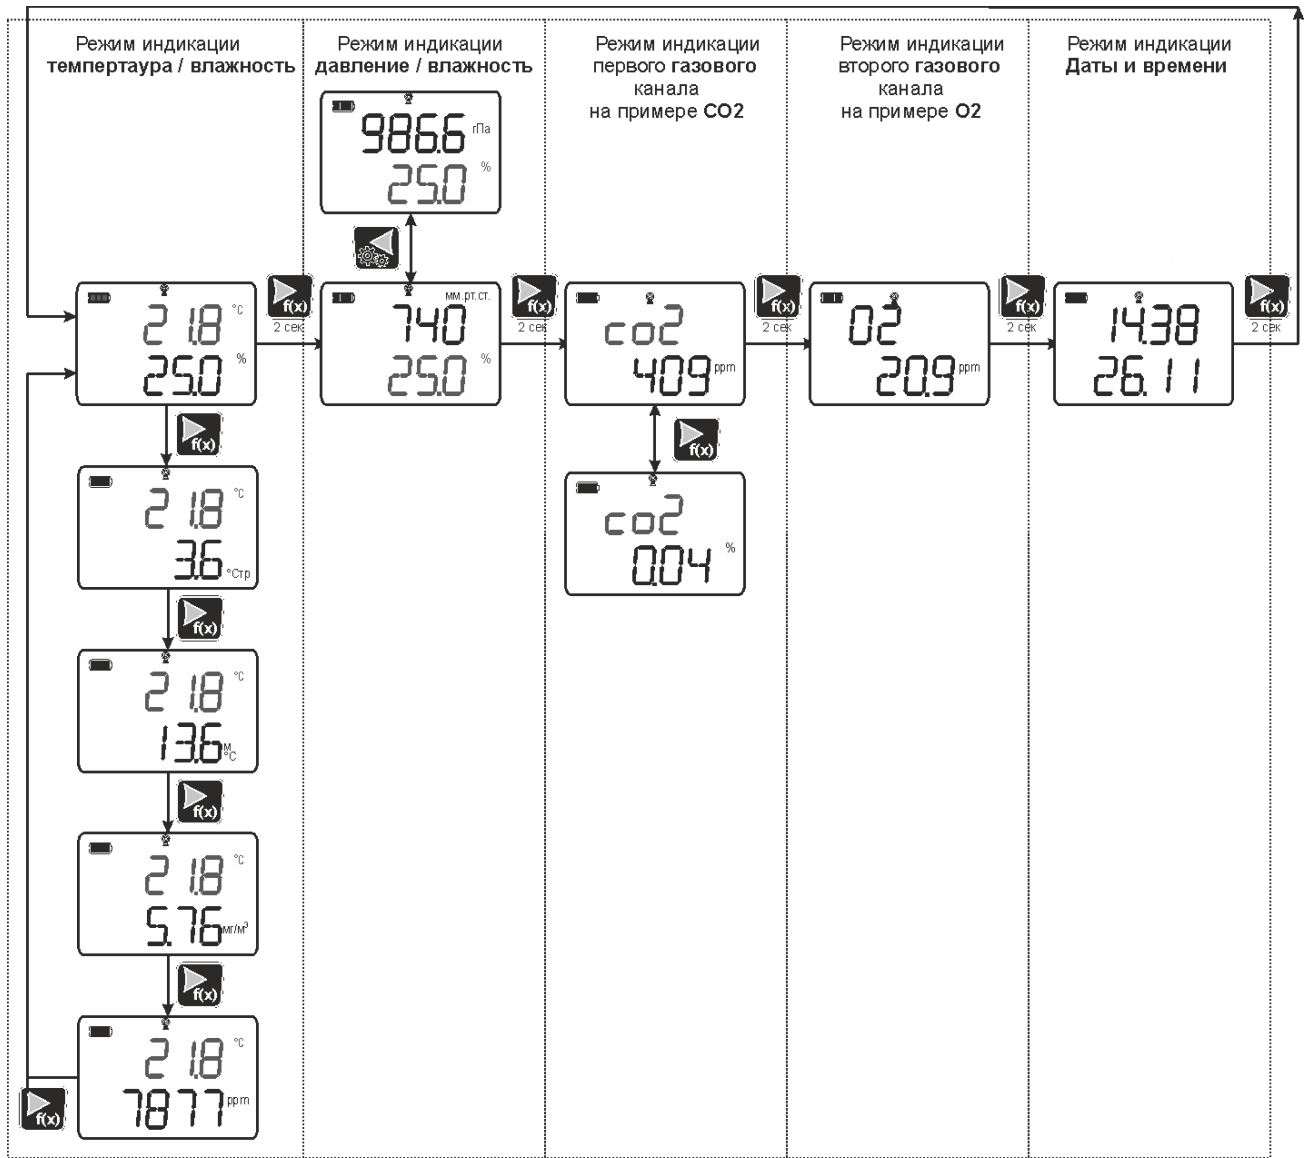 Режим индикации
темпертаура / влажность
Режим индикации
давление / влажность
Режим индикации
первого газового
канала
на примере СО2
Режим индикации
второго газового
канала
на примере О2
Режим индикации
Даты и времени
986.6 гПа
25.0 %
21.8 °C
25.0 %
f(x)
2 сек
мм.рт.ст.
740
25.0 %
f(x)
2 сек
co2
409 ppm
f(x)
2 сек
O2
20.9 ppm
f(x)
2 сек
14.38
26.11
f(x)
2 сек
f(x)
21.8 °C
3.6 °Стр
f(x)
21.8 °C
13.6 м °C
f(x)
21.8 °C
5.76 мг/м³
f(x)
21.8 °C
7877 ppm
f(x)
f(x)
co2
0.04 %